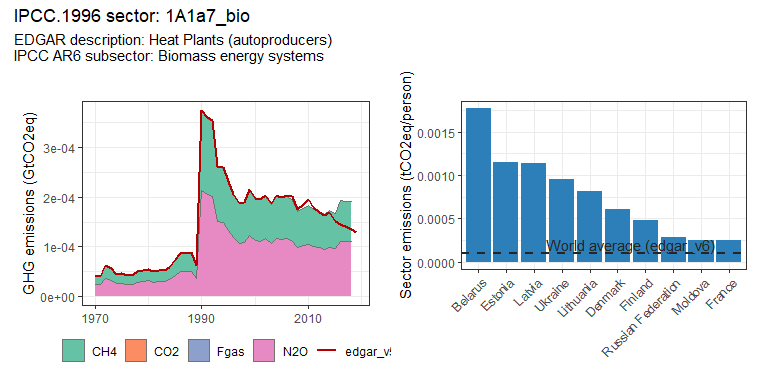 IPCC.1996 sector: 1A1a7_bio
EDGAR description: Heat Plants (autoproducers)
IPCC AR6 subsector: Biomass energy systems
GHG emissions (GtCO2eq)
3e-04
2e-04
1e-04
0e+00
1970
1990
2010
CH4
CO2
Fgas
N2O
edgar_v5
Sector emissions (tCO2eq/person)
0.0015
0.0010
0.0005
0.0000
World average (edgar_v6)
Belarus
Estonia
Latvia
Ukraine
Lithuania
Denmark
Finland
Russian Federation
Moldova
France